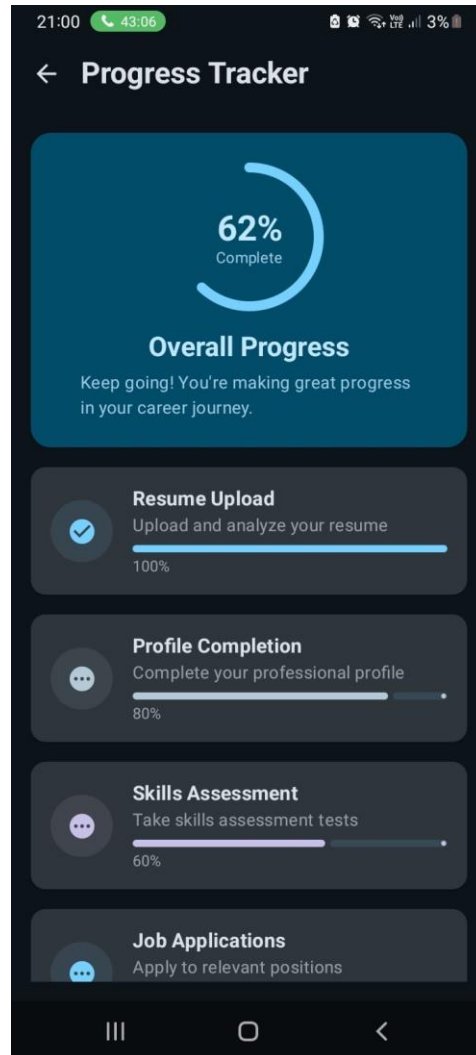 21:00 43:06 Vo)) LTE 3%
Progress Tracker
62%
Complete
Overall Progress
Keep going! You're making great progress
in your career journey.
Resume Upload
Upload and analyze your resume
100%
Profile Completion
Complete your professional profile
80%
Skills Assessment
Take skills assessment tests
60%
Job Applications
Apply to relevant positions